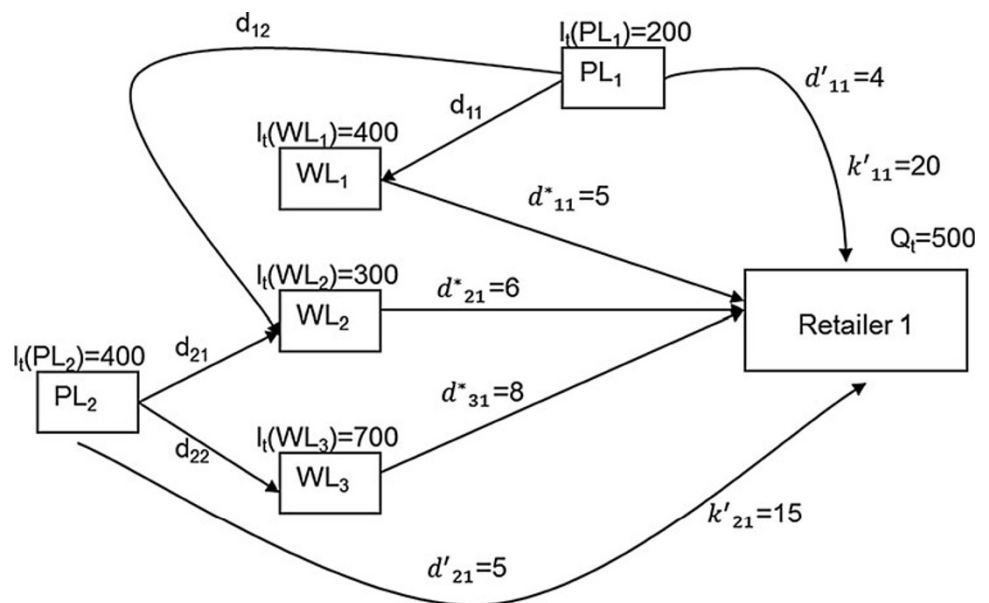 d₁₂
Iₜ(PL₁)=200
PL₁
d'₁₁=4
d₁₁
Iₜ(WL₁)=400
WL₁
k'₁₁=20
d*₁₁=5
Qₜ=500
Iₜ(WL₂)=300
WL₂
d*₂₁=6
Retailer 1
Iₜ(PL₂)=400
PL₂
d₂₁
d*₃₁=8
d₂₂
Iₜ(WL₃)=700
WL₃
k'₂₁=15
d'₂₁=5